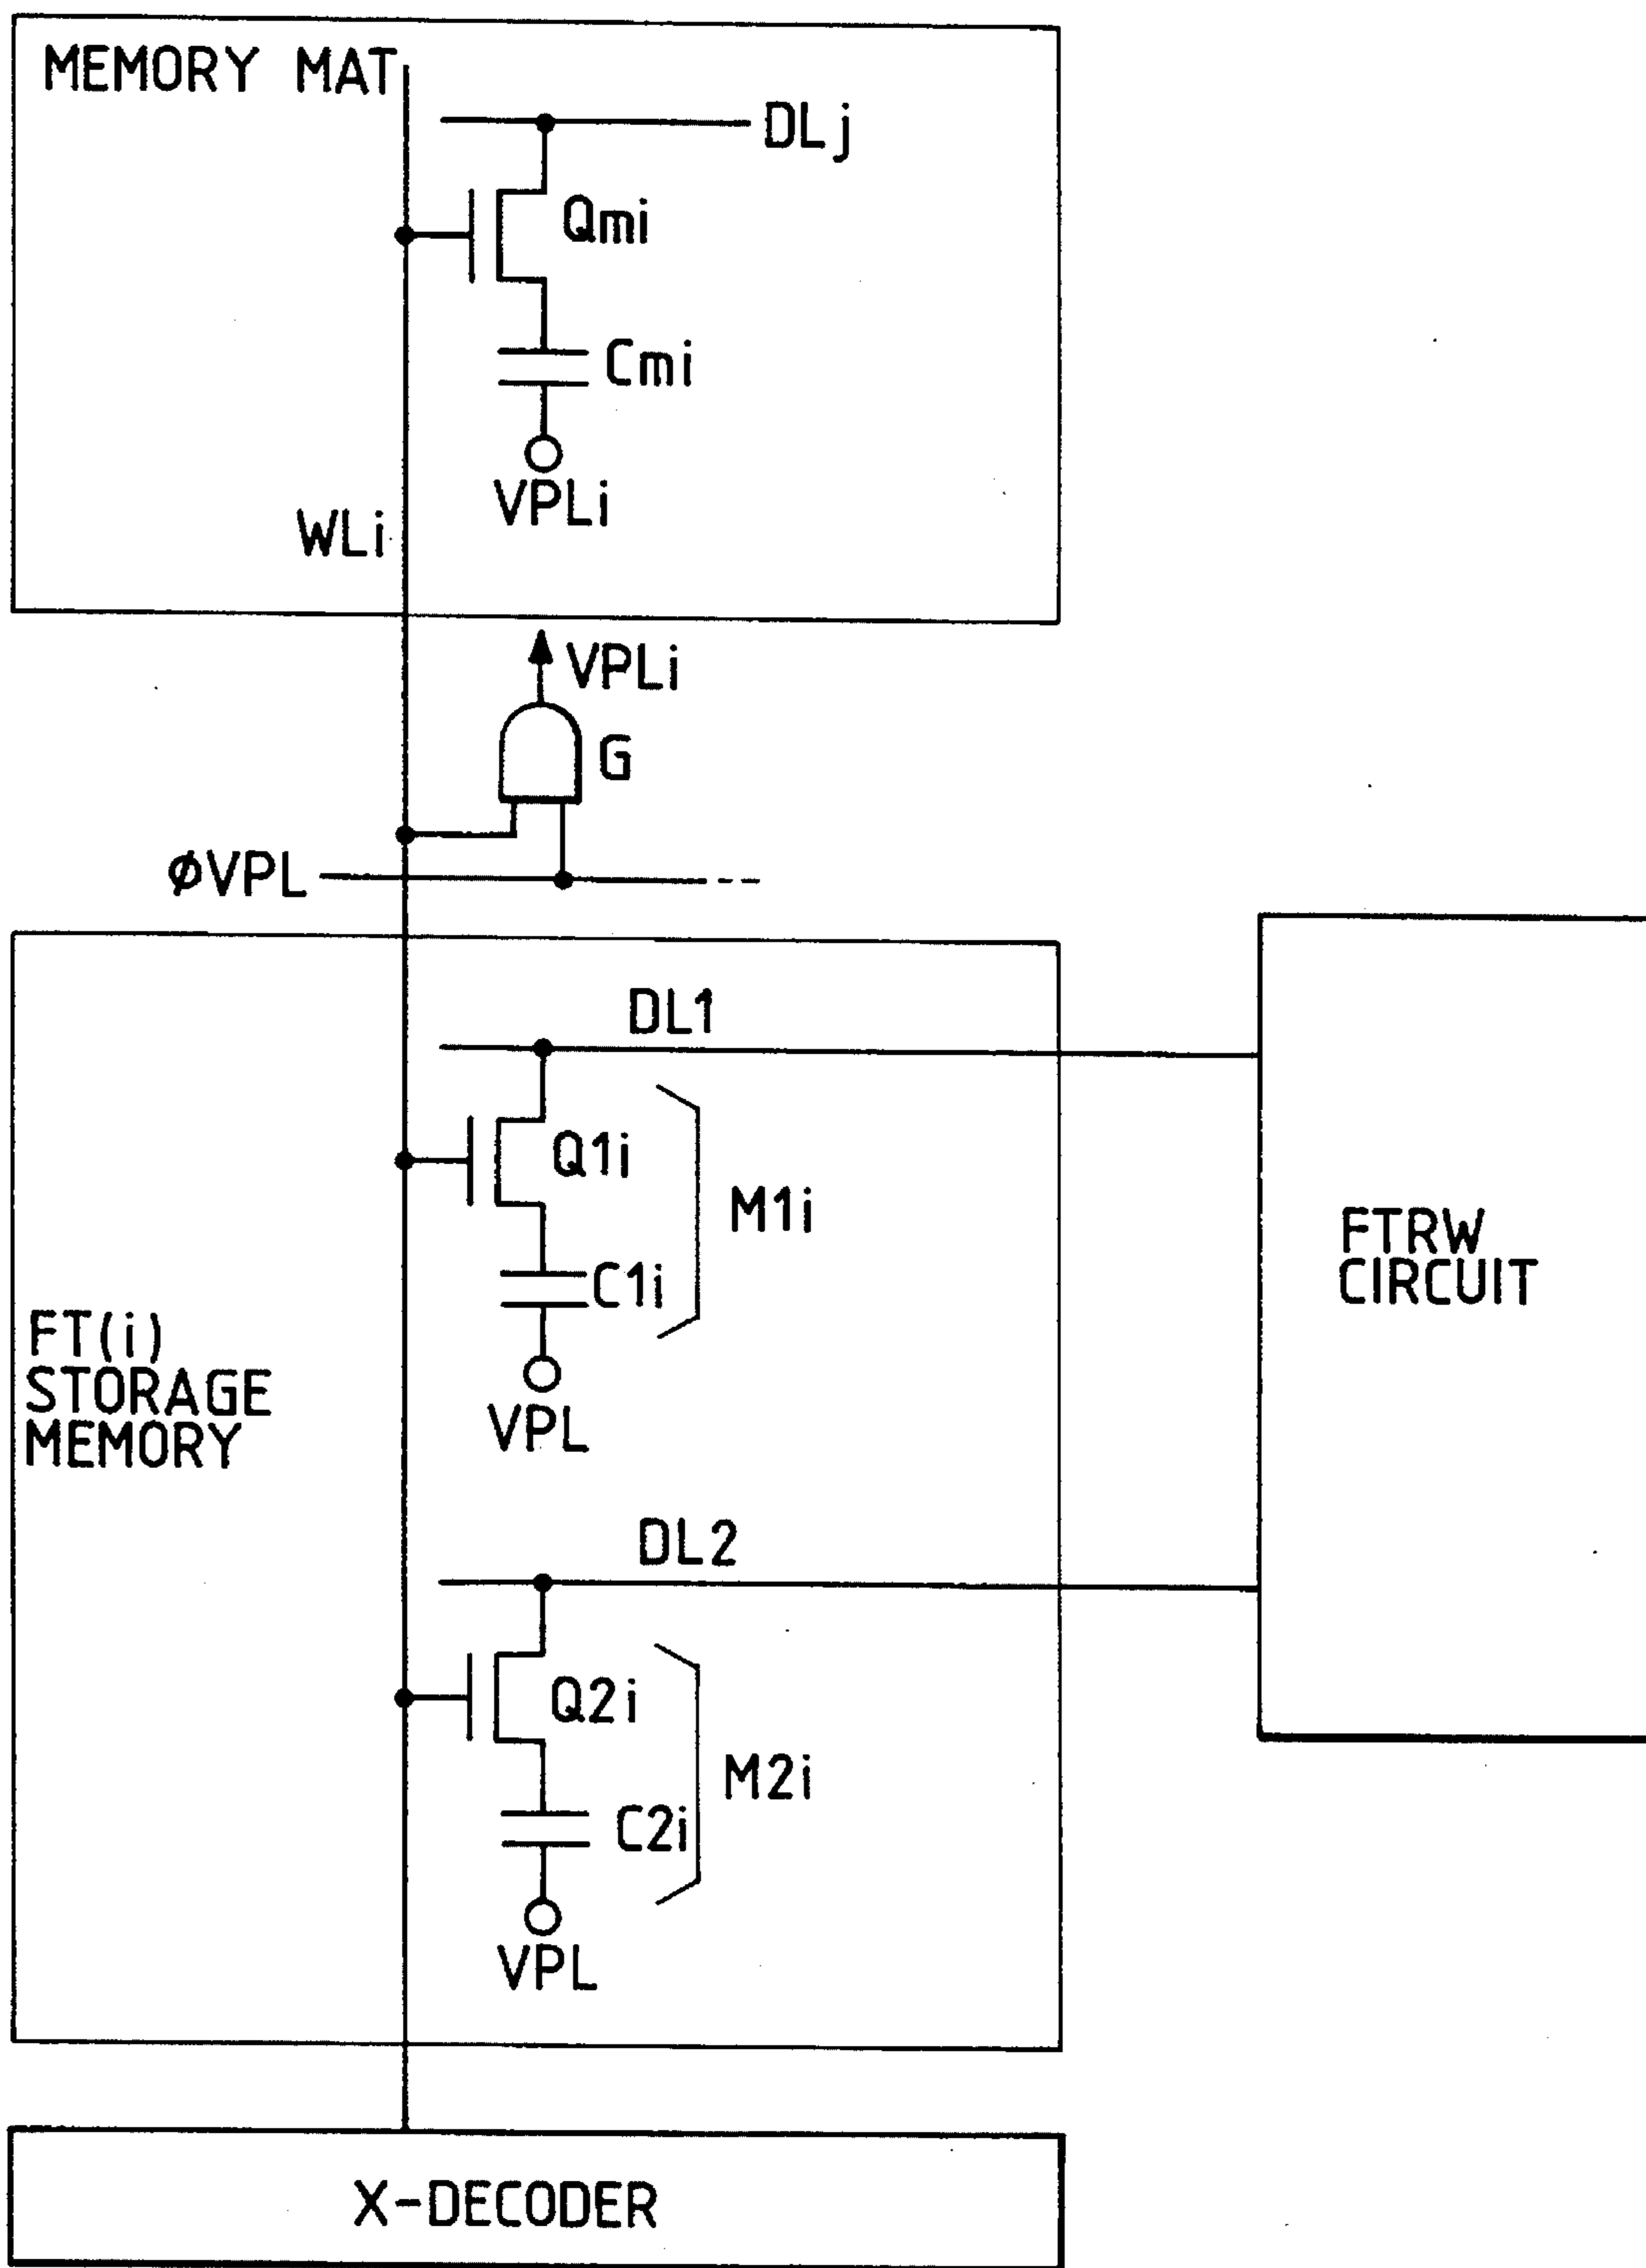 MEMORY MAT
DLj
Qmi
Cmi
VPLi
WLi
VPLi
G
φVPL
DL1
Q1i
M1i
C1i
FTRW
CIRCUIT
FT(i)
STORAGE
MEMORY
VPL
DL2
Q2i
M2i
C2i
VPL
X-DECODER